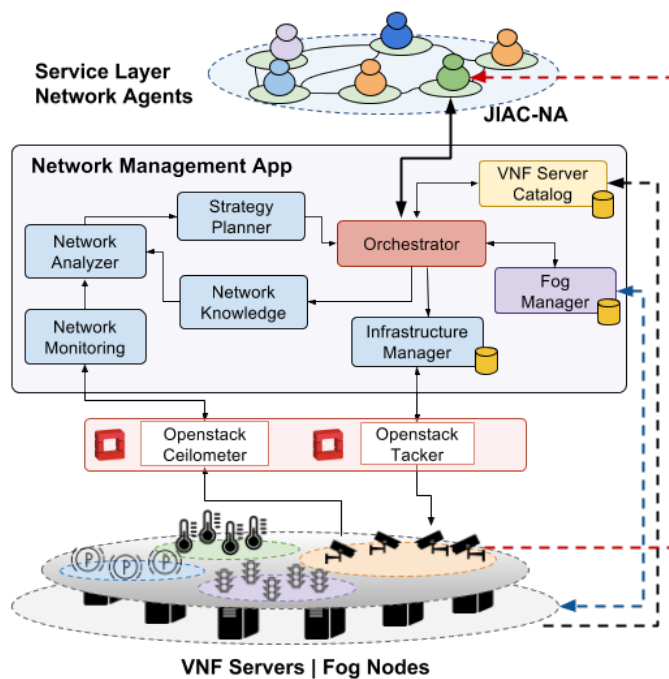 Service Layer
Network Agents
JIAC-NA
Network Management App
VNF Server
Catalog
Strategy
Planner
Network
Analyzer
Orchestrator
Fog
Manager
Network
Knowledge
Network
Monitoring
Infrastructure
Manager
Openstack
Ceilometer
Openstack
Tacker
P
P
P
VNF Servers | Fog Nodes